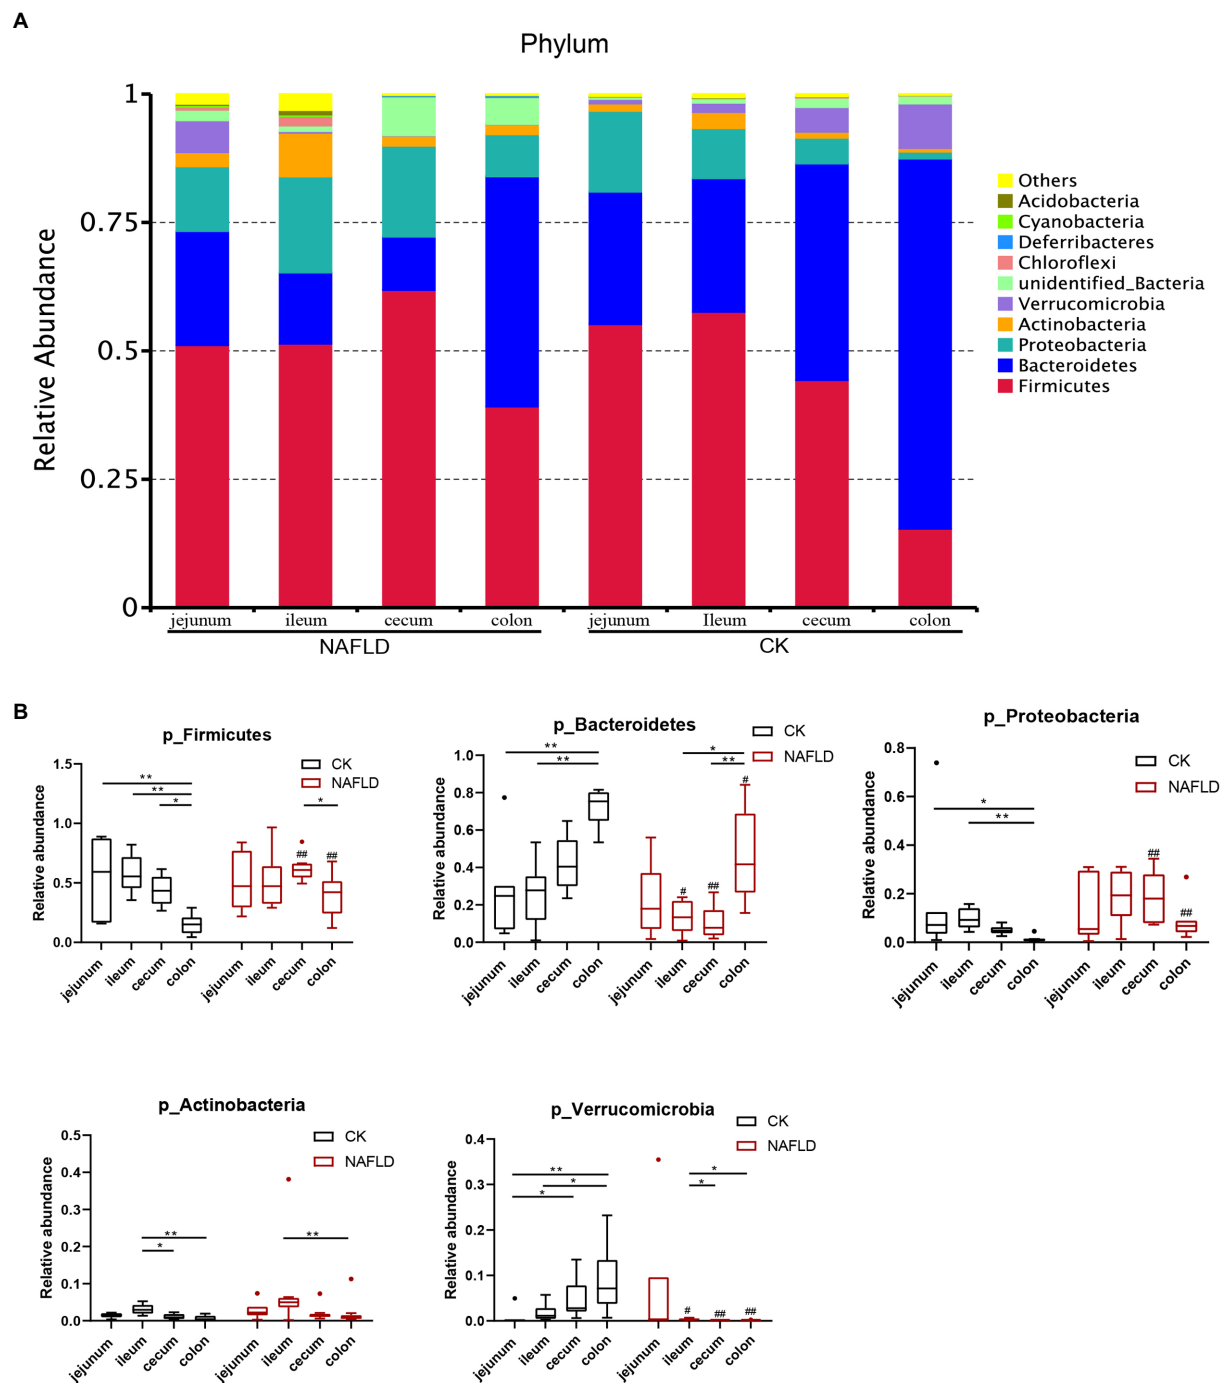 A
Phylum
Relative Abundance
1
0.75
0.5
0.25
0
jejunum ileum cecum colon jejunum Ileum cecum colon
NAFLD CK
Others
Acidobacteria
Cyanobacteria
Deferribacteres
Chloroflexi
unidentified_Bacteria
Verrucomicrobia
Actinobacteria
Proteobacteria
Bacteroidetes
Firmicutes
B
p_Firmicutes
CK
NAFLD
Relative abundance
1.5
1.0
0.5
0.0
** ** * *
## ##
jejunum ileum cecum colon jejunum ileum cecum colon
p_Bacteroidetes
CK
NAFLD
Relative abundance
1.0
0.8
0.6
0.4
0.2
0.0
** ** * **
# ## #
jejunum ileum cecum colon jejunum ileum cecum colon
p_Proteobacteria
CK
NAFLD
Relative abundance
0.8
0.6
0.4
0.2
0.0
* **
## ##
jejunum ileum cecum colon jejunum ileum cecum colon
p_Actinobacteria
CK
NAFLD
Relative abundance
0.5
0.4
0.3
0.2
0.1
0.0
** * **
jejunum ileum cecum colon jejunum ileum cecum colon
p_Verrucomicrobia
CK
NAFLD
Relative abundance
0.4
0.3
0.2
0.1
0.0
** * * * *
# ## ##
jejunum ileum cecum colon jejunum ileum cecum colon